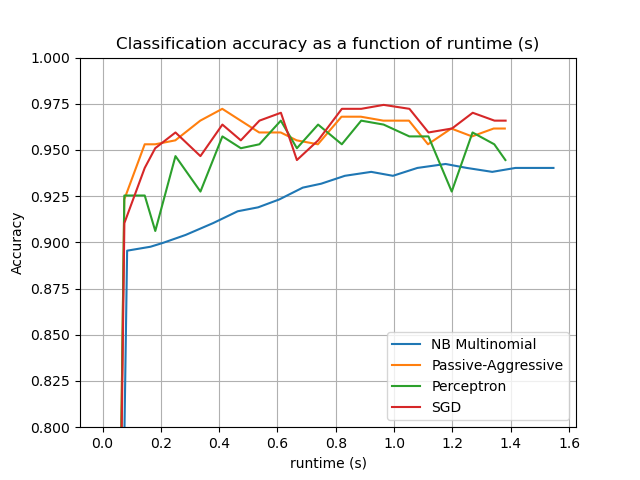 Classification accuracy as a function of runtime (s)
1.000
0.975
0.950
0.925
0.900
0.875
0.850
0.825
0.800
Accuracy
NB Multinomial
Passive-Aggressive
Perceptron
SGD
0.0 0.2 0.4 0.6 0.8 1.0 1.2 1.4 1.6
runtime (s)